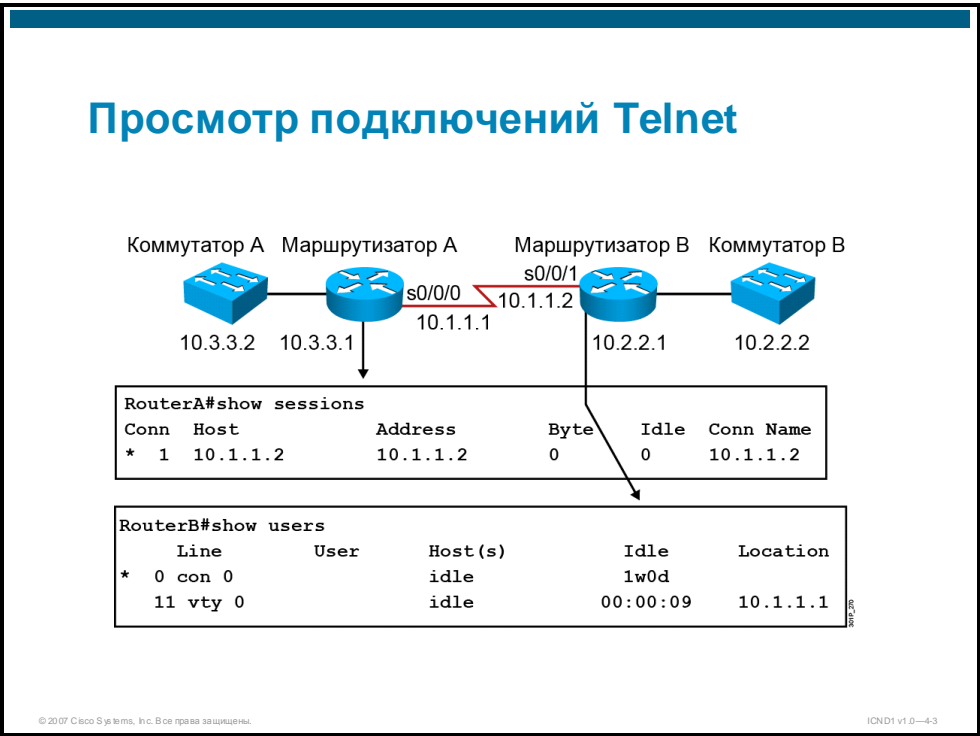 Просмотр подключений Telnet
Коммутатор A Маршрутизатор A Маршрутизатор B Коммутатор B
s0/0/1
s0/0/0
10.1.1.2
10.1.1.1
10.3.3.2 10.3.3.1 10.2.2.1 10.2.2.2
RouterA#show sessions
Conn Host Address Byte Idle Conn Name
* 1 10.1.1.2 10.1.1.2 0 0 10.1.1.2
RouterB#show users
Line User Host(s) Idle Location
* 0 con 0 idle 1w0d
11 vty 0 idle 00:00:09 10.1.1.1
301P_270
© 2007 Cisco Systems, Inc. Все права защищены. ICND1 v1.0—4-3